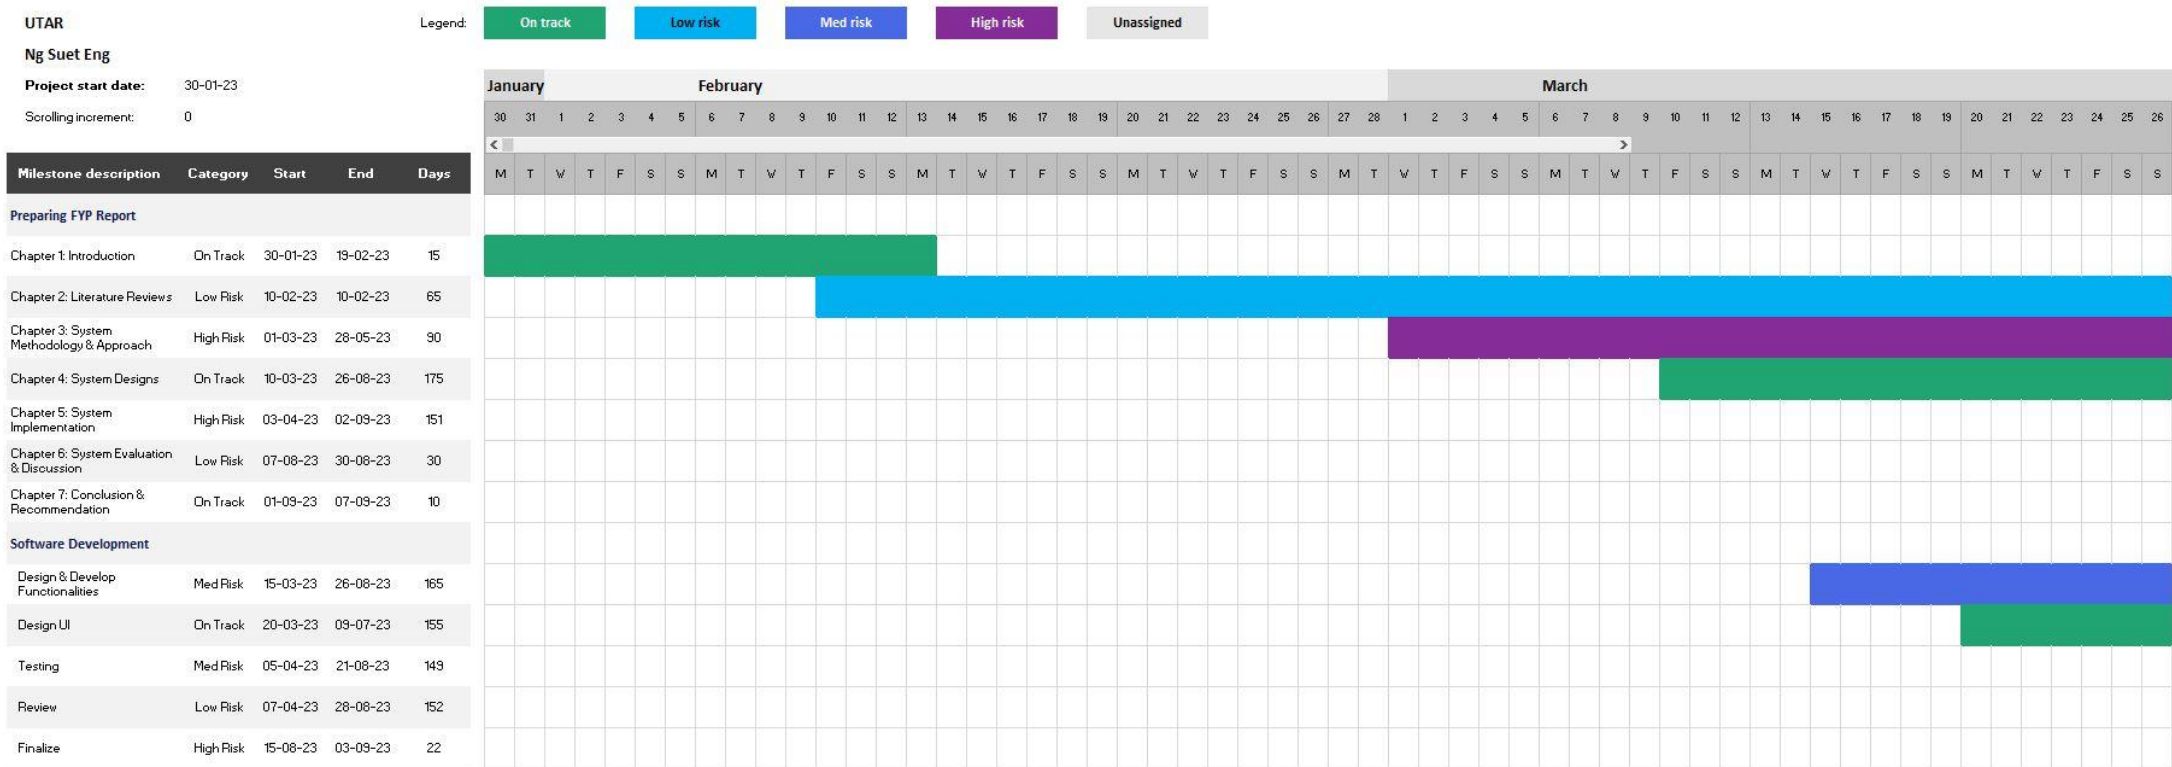 UTAR
Legend: On track Low risk Med risk High risk Unassigned
Ng Suet Eng
Project start date: 30-01-23
January February March
Scrolling increment: 0
30 31 1 2 3 4 5 6 7 8 9 10 11 12 13 14 15 16 17 18 19 20 21 22 23 24 25 26 27 28 1 2 3 4 5 6 7 8 9 10 11 12 13 14 15 16 17 18 19 20 21 22 23 24 25 26
Milestone description Category Start End Days M T W T F S S M T W T F S S M T W T F S S M T W T F S S M T W T F S S M T W T F S S M T W T F S S M T W T F S S
Preparing FYP Report
Chapter 1: Introduction On Track 30-01-23 19-02-23 15
Chapter 2: Literature Reviews Low Risk 10-02-23 10-02-23 65
Chapter 3: System
Methodology & Approach High Risk 01-03-23 28-05-23 90
Chapter 4: System Designs On Track 10-03-23 26-08-23 175
Chapter 5: System
Implementation High Risk 03-04-23 02-09-23 151
Chapter 6: System Evaluation
& Discussion Low Risk 07-08-23 30-08-23 30
Chapter 7: Conclusion &
Recommendation On Track 01-09-23 07-09-23 10
Software Development
Design & Develop
Functionalities Med Risk 15-03-23 26-08-23 165
Design UI On Track 20-03-23 09-07-23 155
Testing Med Risk 05-04-23 21-08-23 149
Review Low Risk 07-04-23 28-08-23 152
Finalize High Risk 15-08-23 03-09-23 22